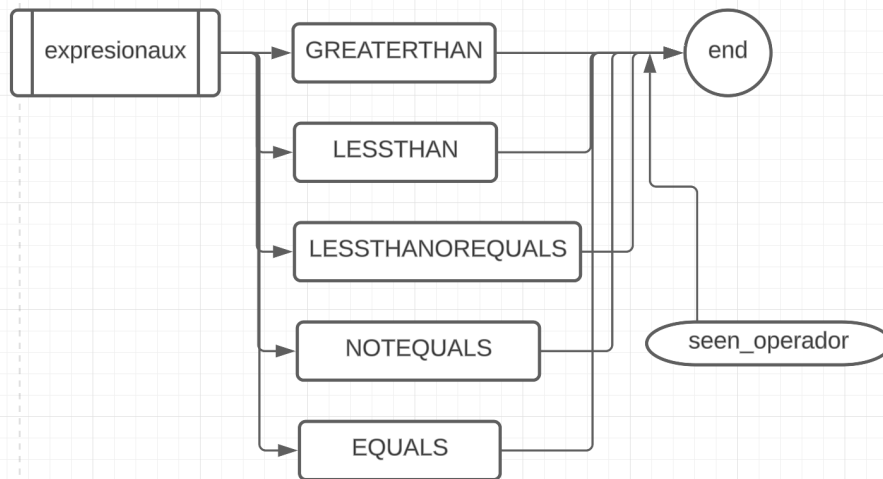 expresionaux
GREATERTHAN
end
LESSTHAN
LESSTHANOREQUALS
NOTEQUALS
seen_operador
EQUALS